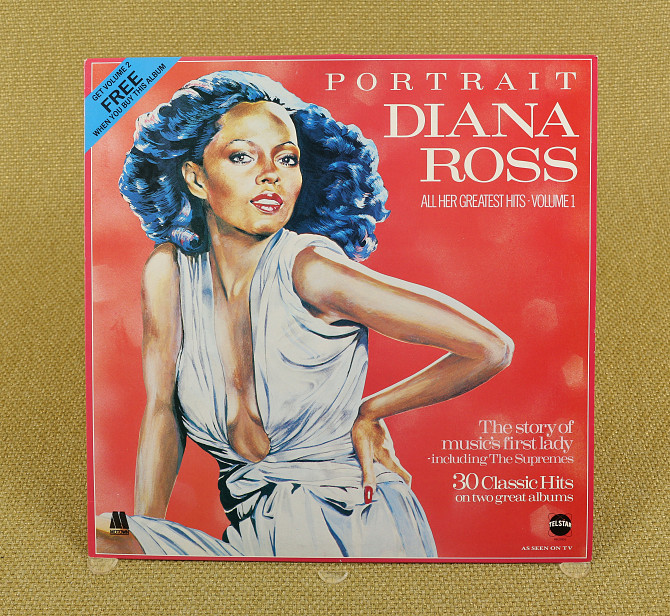 GET VOLUME 2
FREE
WHEN YOU BUY THIS ALBUM
PORTRAIT
DIANA
ROSS
ALL HER GREATEST HITS · VOLUME 1
The story of
music's first lady
-including The Supremes
30 Classic Hits
on two great albums
TELSTAR
AS SEEN ON TV